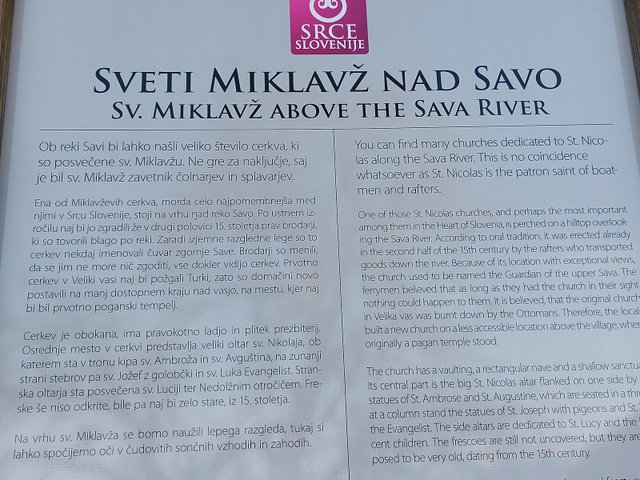 SRCE
SLOVENIJE
SVETI MIKLAVŽ NAD SAVO
SV. MIKLAVŽ ABOVE THE SAVA RIVER
Ob reki Savi bi lahko našli veliko število cerkva, ki
so posvečene sv. Miklavžu. Ne gre za naključje, saj
je bil sv. Miklavž zavetnik čolnarjev in splavarjev.
Ena od Miklavževih cerkva, morda celo najpomembnejša med
njimi v Srcu Slovenije, stoji na vrhu nad reko Savo. Po ustnem iz-
ročilu naj bi jo zgradili že v drugi polovici 15. stoletja prav brodarji,
ki so tovorili blago po reki. Zaradi izjemne razgledne lege so to
cerkev nekdaj imenovali čuvar zgornje Save. Brodarji so menili,
da se jim ne more nič zgoditi, vse dokler vidijo cerkev. Prvotno
cerkev v Veliki vasi naj bi požgali Turki, zato so domačini novo
postavili na manj dostopnem kraju nad vasjo, na mestu, kjer naj
bi bil prvotno poganski tempelj.
Cerkev je obokana, ima pravokotno ladjo in plitek prezbiterij.
Osrednje mesto v cerkvi predstavlja veliki oltar sv. Nikolaja, ob
katerem sta v tronu kipa sv. Ambroža in sv. Avguština, na zunanji
strani stebrov pa sv. Jožef z golobčki in sv. Luka Evangelist. Stran-
ska oltarja sta posvečena sv. Luciji ter Nedolžnim otročičem. Fre-
ske še niso odkrite, bile pa naj bi zelo stare, iz 15. stoletja.
Na vrhu sv. Miklavža se bomo naužili lepega razgleda, tukaj si
lahko spočijemo oči v čudovitih sončnih vzhodih in zahodih.
You can find many churches dedicated to St. Nico-
las along the Sava River. This is no coincidence
whatsoever as St. Nicolas is the patron saint of boat-
men and rafters.
One of those St. Nicolas churches, and perhaps the most important
among them in the Heart of Slovenia, is perched on a hilltop overlook-
ing the Sava River. According to oral tradition, it was erected already
in the second half of the 15th century by the rafters who transported
goods down the river. Because of its location with exceptional views,
the church used to be named the Guardian of the upper Sava. The
ferrymen believed that as long as they had the church in their sight
nothing could happen to them, it is believed, that the original church
in Velika vas was burnt down by the Ottomans. Therefore, the locals
built a new church on a less accessible location above the village, where
originally a pagan temple stood.
The church has a vaulting, a rectangular nave and a shallow
Its central part is the big St. Nicolas altar flanked on one side by
statues of St. Ambrose and St. Augustine, which are seated in a
at a column stand the statues of St. Joseph with pigeons and St.
the Evangelist. The side altars are dedicated to St. Lucy and the
cent children. The frescoes are still not uncovered, but they are
posed to be very old, dating from the 15th century.